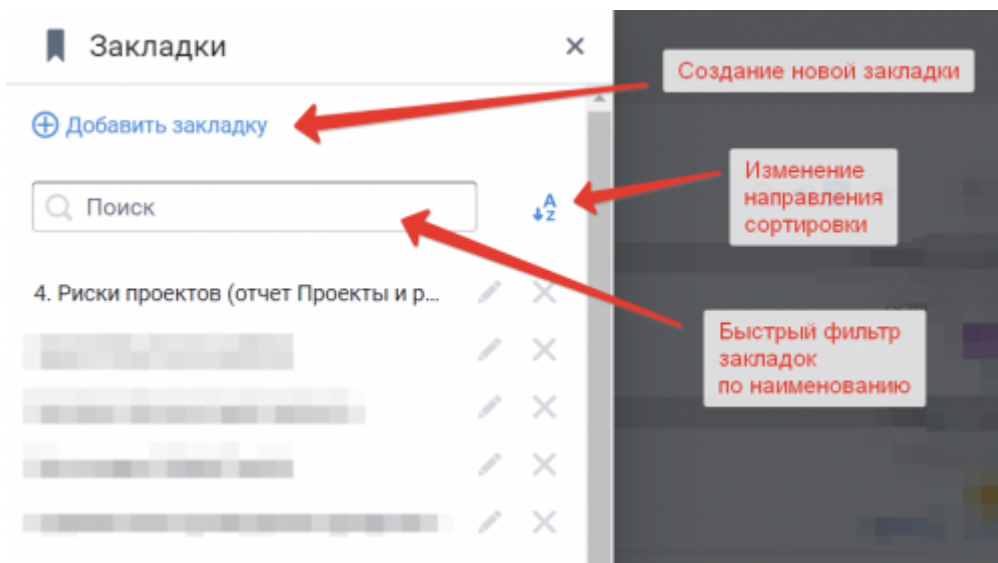 Закладки
Создание новой закладки
Добавить закладку
Изменение
направления
сортировки
Поиск
A
Z
4. Риски проектов (отчет Проекты и р...
Быстрый фильтр
закладок
по наименованию